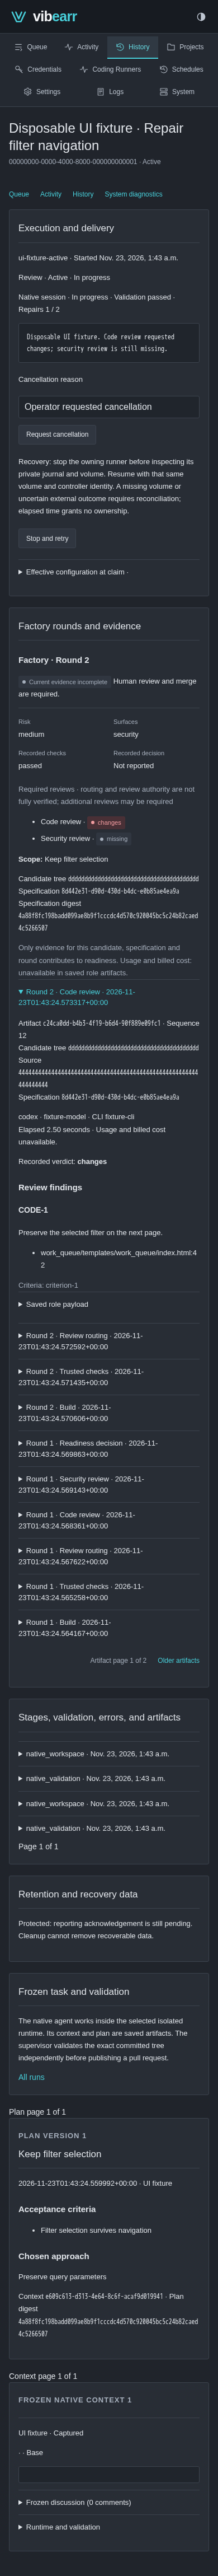 vibearr
Queue
Activity
History
Projects
Credentials
Coding Runners
Schedules
Settings
Logs
System
Disposable UI fixture · Repair
filter navigation
00000000-0000-4000-8000-000000000001 · Active
Queue Activity History System diagnostics
Execution and delivery
ui-fixture-active · Started Nov. 23, 2026, 1:43 a.m.
Review · Active · In progress
Native session · In progress · Validation passed ·
Repairs 1 / 2
Disposable UI fixture. Code review requested
changes; security review is still missing.
Cancellation reason
Operator requested cancellation
Request cancellation
Recovery: stop the owning runner before inspecting its
private journal outcome. Resume with that same
volume and controller identity. A missing volume or
uncertain external outcome requires reconciliation;
elapsed time grants no ownership.
Stop and retry
▶ Effective configuration at claim ·
Factory rounds and evidence
Factory · Round 2
Current evidence incomplete Human review and merge
are required.
Risk
medium
Surfaces
security
Recorded checks
passed
Recorded decision
Not reported
Required reviews · routing and review authority are not
fully verified; additional reviews may be required
• Code review · changes
• Security review · missing
Scope: Keep filter selection
Candidate tree dddddddddddddddddddddddddddddddddddddddd
Specification 8d442e31-d90d-430d-b4dc-e0b85ae4ea9a
Specification digest
4a88f8fc198badd099ae8b9f1cccdc4d570c920045bc5c24b82caed
4c5266507
Only evidence for this candidate, specification and
round contributes to readiness. Usage and billed cost:
unavailable in saved role artifacts.
▼ Round 2 · Code review · 2026-11-
23T01:43:24.573317+00:00
Artifact c24ca0dd-b4b3-4f19-b6d4-90f889e09fc1 · Sequence
12
Candidate tree dddddddddddddddddddddddddddddddddddddddd
Source
4444444444444444444444444444444444444444444444444444444
444444444
Specification 8d442e31-d90d-430d-b4dc-e0b85ae4ea9a
codex · fixture-model · CLI fixture-cli
Elapsed 2.50 seconds · Usage and billed cost
unavailable.
Recorded verdict: changes
Review findings
CODE-1
Preserve the selected filter on the next page.
• work_queue/templates/work_queue/index.html:4
2
Criteria: criterion-1
▶ Saved role payload
▶ Round 2 · Review routing · 2026-11-
23T01:43:24.572592+00:00
▶ Round 2 · Trusted checks · 2026-11-
23T01:43:24.571435+00:00
▶ Round 2 · Build · 2026-11-
23T01:43:24.570606+00:00
▶ Round 1 · Readiness decision · 2026-11-
23T01:43:24.569863+00:00
▶ Round 1 · Security review · 2026-11-
23T01:43:24.569143+00:00
▶ Round 1 · Code review · 2026-11-
23T01:43:24.568361+00:00
▶ Round 1 · Review routing · 2026-11-
23T01:43:24.567622+00:00
▶ Round 1 · Trusted checks · 2026-11-
23T01:43:24.565258+00:00
▶ Round 1 · Build · 2026-11-
23T01:43:24.564167+00:00
Artifact page 1 of 2 Older artifacts
Stages, validation, errors, and artifacts
▶ native_workspace · Nov. 23, 2026, 1:43 a.m.
▶ native_validation · Nov. 23, 2026, 1:43 a.m.
▶ native_workspace · Nov. 23, 2026, 1:43 a.m.
▶ native_validation · Nov. 23, 2026, 1:43 a.m.
Page 1 of 1
Retention and recovery data
Protected: reporting acknowledgement is still pending.
Cleanup cannot remove recoverable data.
Frozen task and validation
The native agent works inside the selected isolated
runtime. Its context and plan are saved artifacts. The
supervisor validates the exact committed tree
independently before publishing a pull request.
All runs
Plan page 1 of 1
PLAN VERSION 1
Keep filter selection
2026-11-23T01:43:24.559992+00:00 · UI fixture
Acceptance criteria
• Filter selection survives navigation
Chosen approach
Preserve query parameters
Context e609c613-d313-4e64-8c6f-acaf9d019941 · Plan
digest
4a88f8fc198badd099ae8b9f1cccdc4d570c920045bc5c24b82caed
4c5266507
Context page 1 of 1
FROZEN NATIVE CONTEXT 1
UI fixture · Captured
· · Base
▶ Frozen discussion (0 comments)
▶ Runtime and validation